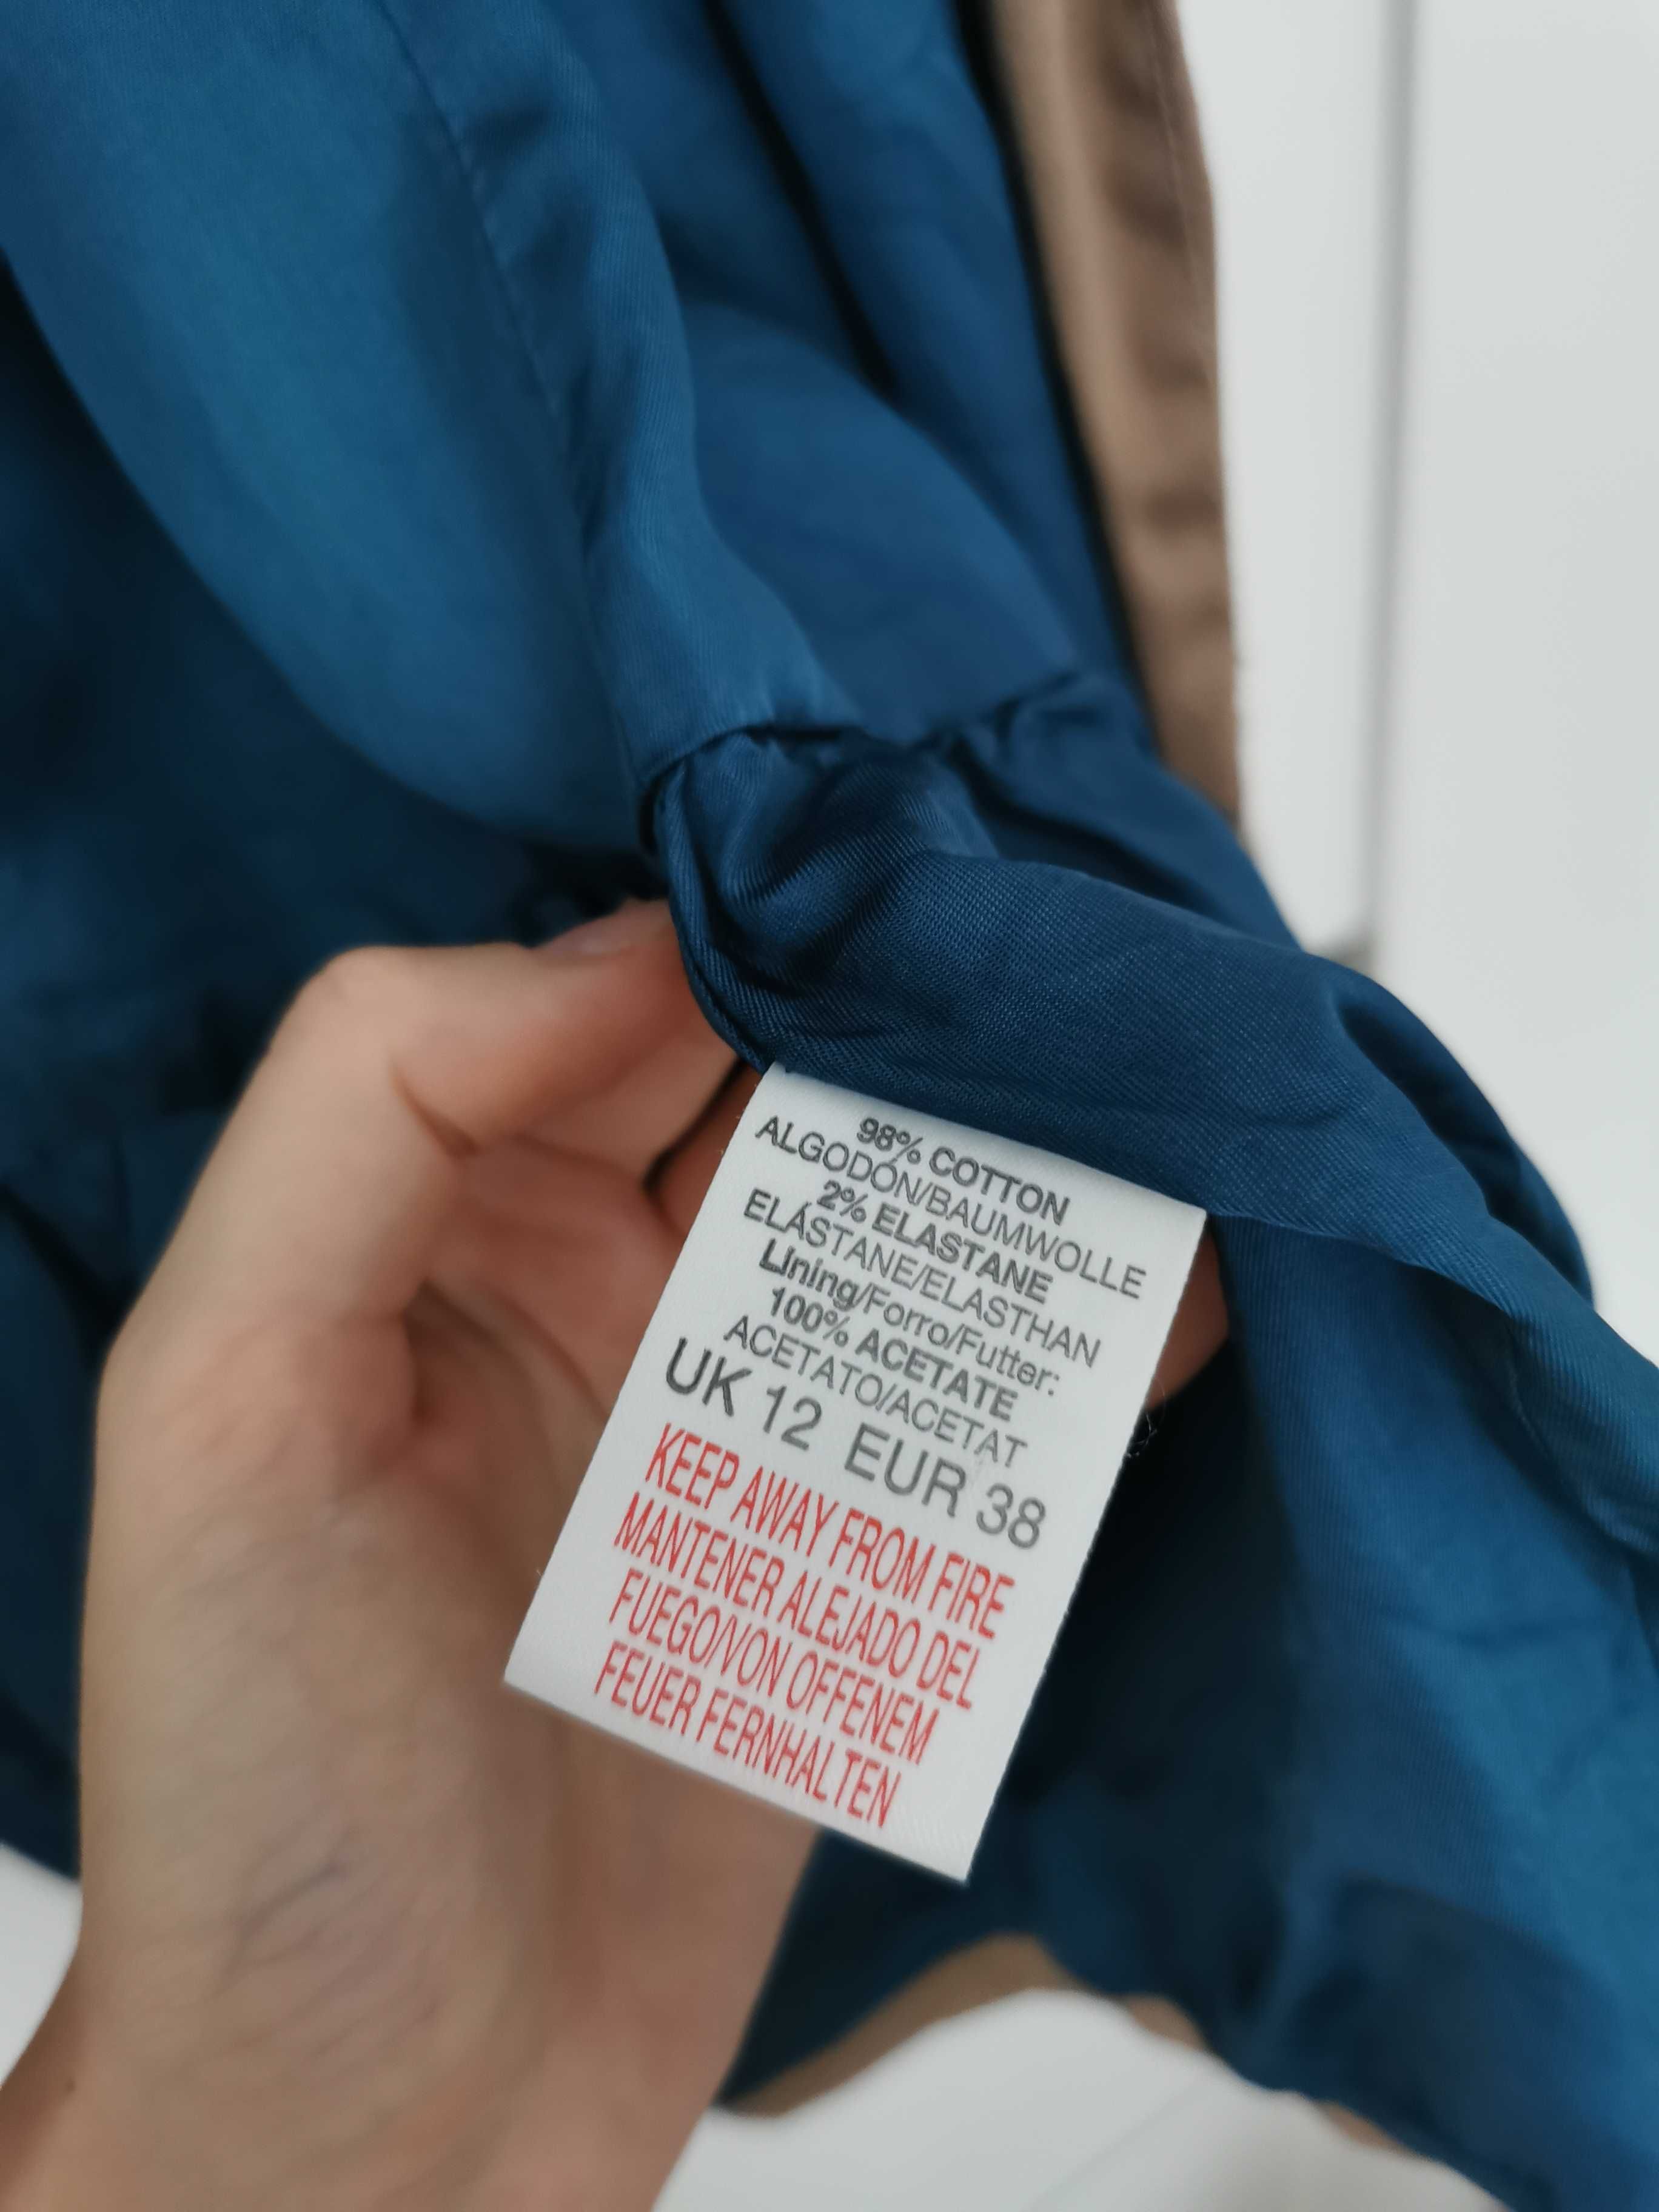 98% COTTON
ALGODÓN/BAUMWOLLE
2% ELASTANE
ELÁSTANE/ELASTHAN
Lining/Forro/Futter:
100% ACETATE
ACETATO/ACETAT
UK 12 EUR 38
KEEP AWAY FROM FIRE
MANTENER ALEJADO DEL
FUEGO/VON OFFENEM
FEUER FERNHALTEN